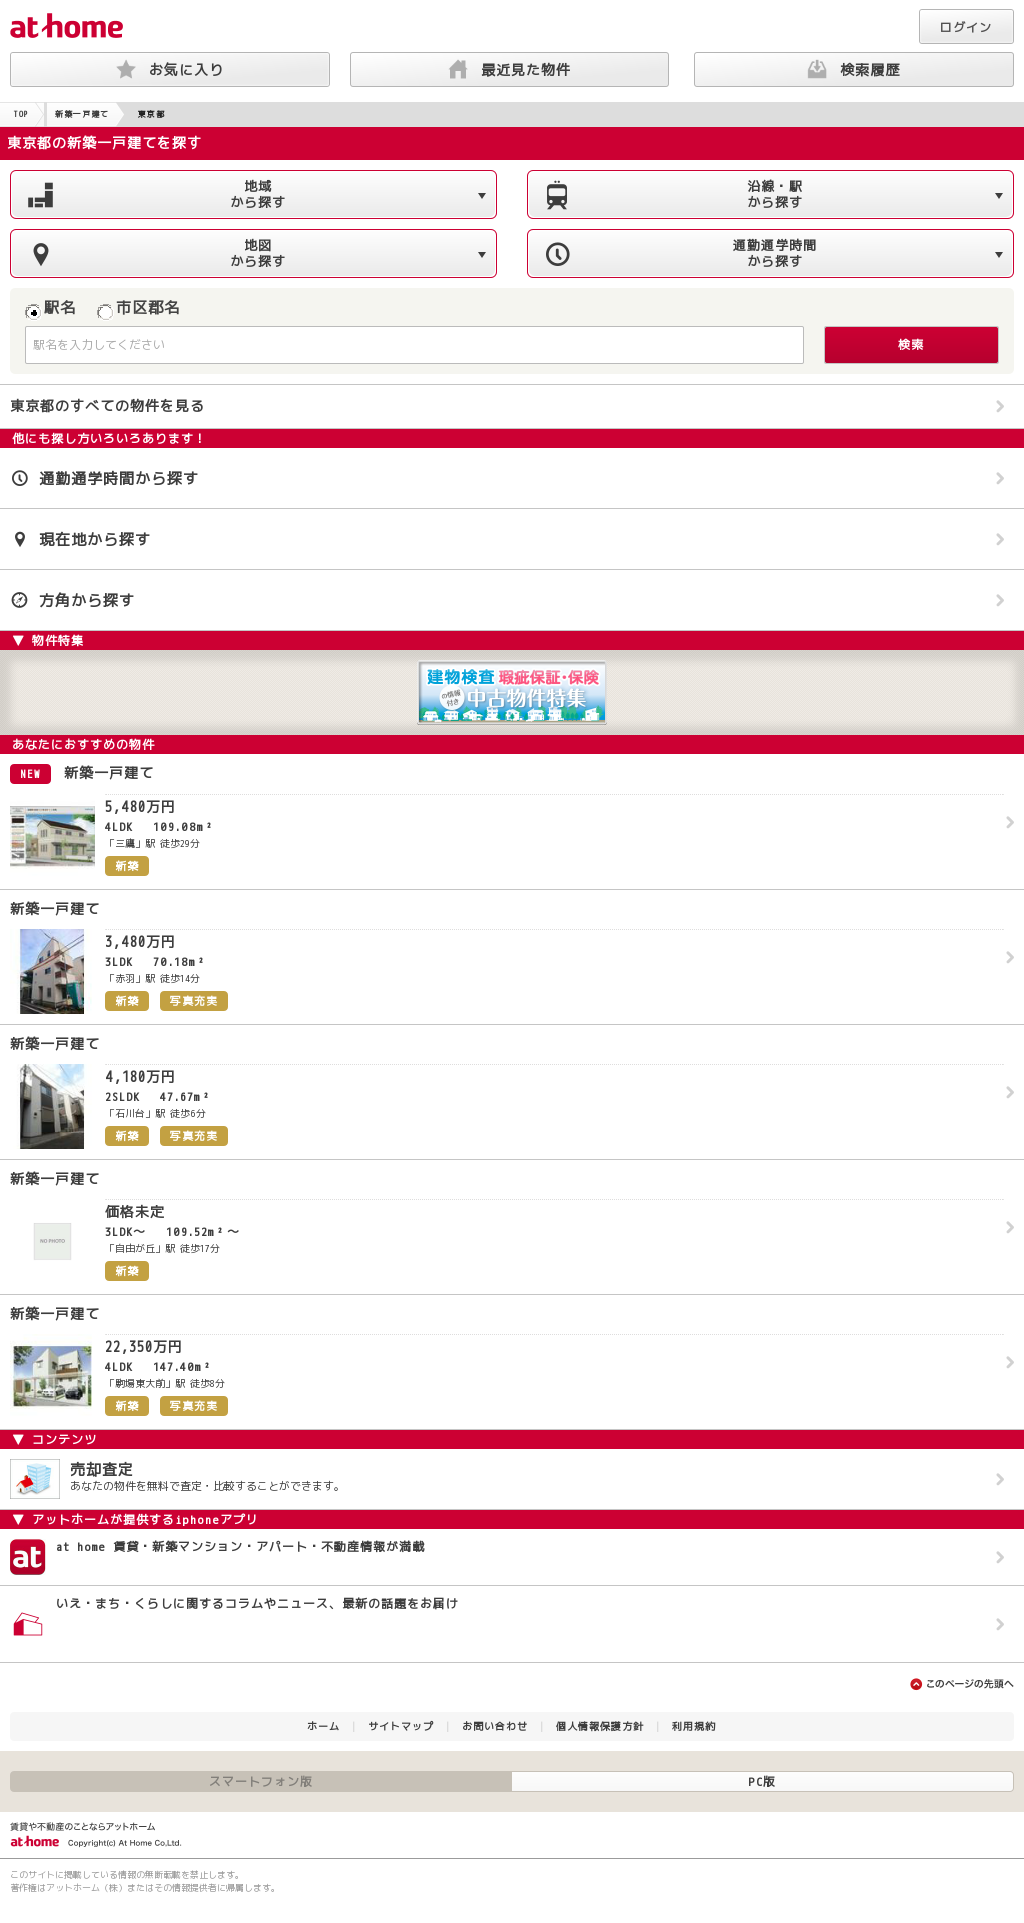 at home
ログイン
お気に入り
最近見た物件
検索履歴
TOP
新築一戸建て
東京都
東京都の新築一戸建てを探す
地域
から探す
沿線・駅
から探す
地図
から探す
通勤通学時間
から探す
駅名
市区郡名
駅名を入力してください
検索
東京都のすべての物件を見る
他にも探し方いろいろあります！
通勤通学時間から探す
現在地から探す
方角から探す
▼ 物件特集
建物検査 瑕疵保証・保険
の情報付き 中古物件特集
あなたにおすすめの物件
NEW 新築一戸建て
5,480万円
4LDK 109.08m²
「三鷹」駅 徒歩29分
新築
新築一戸建て
3,480万円
3LDK 70.18m²
「赤羽」駅 徒歩14分
新築 写真充実
新築一戸建て
4,180万円
2SLDK 47.67m²
「石川台」駅 徒歩6分
新築 写真充実
新築一戸建て
NO PHOTO
価格未定
3LDK～ 109.52m²～
「自由が丘」駅 徒歩17分
新築
新築一戸建て
22,350万円
4LDK 147.40m²
「駒場東大前」駅 徒歩8分
新築 写真充実
▼ コンテンツ
売却査定
あなたの物件を無料で査定・比較することができます。
▼ アットホームが提供するiphoneアプリ
at
at home 賃貸・新築マンション・アパート・不動産情報が満載
いえ・まち・くらしに関するコラムやニュース、最新の話題をお届け
このページの先頭へ
ホーム | サイトマップ | お問い合わせ | 個人情報保護方針 | 利用規約
スマートフォン版
PC版
賃貸や不動産のことならアットホーム
at home Copyright(c) At Home Co.,Ltd.
このサイトに掲載している情報の無断転載を禁止します。
著作権はアットホーム（株）またはその情報提供者に帰属します。